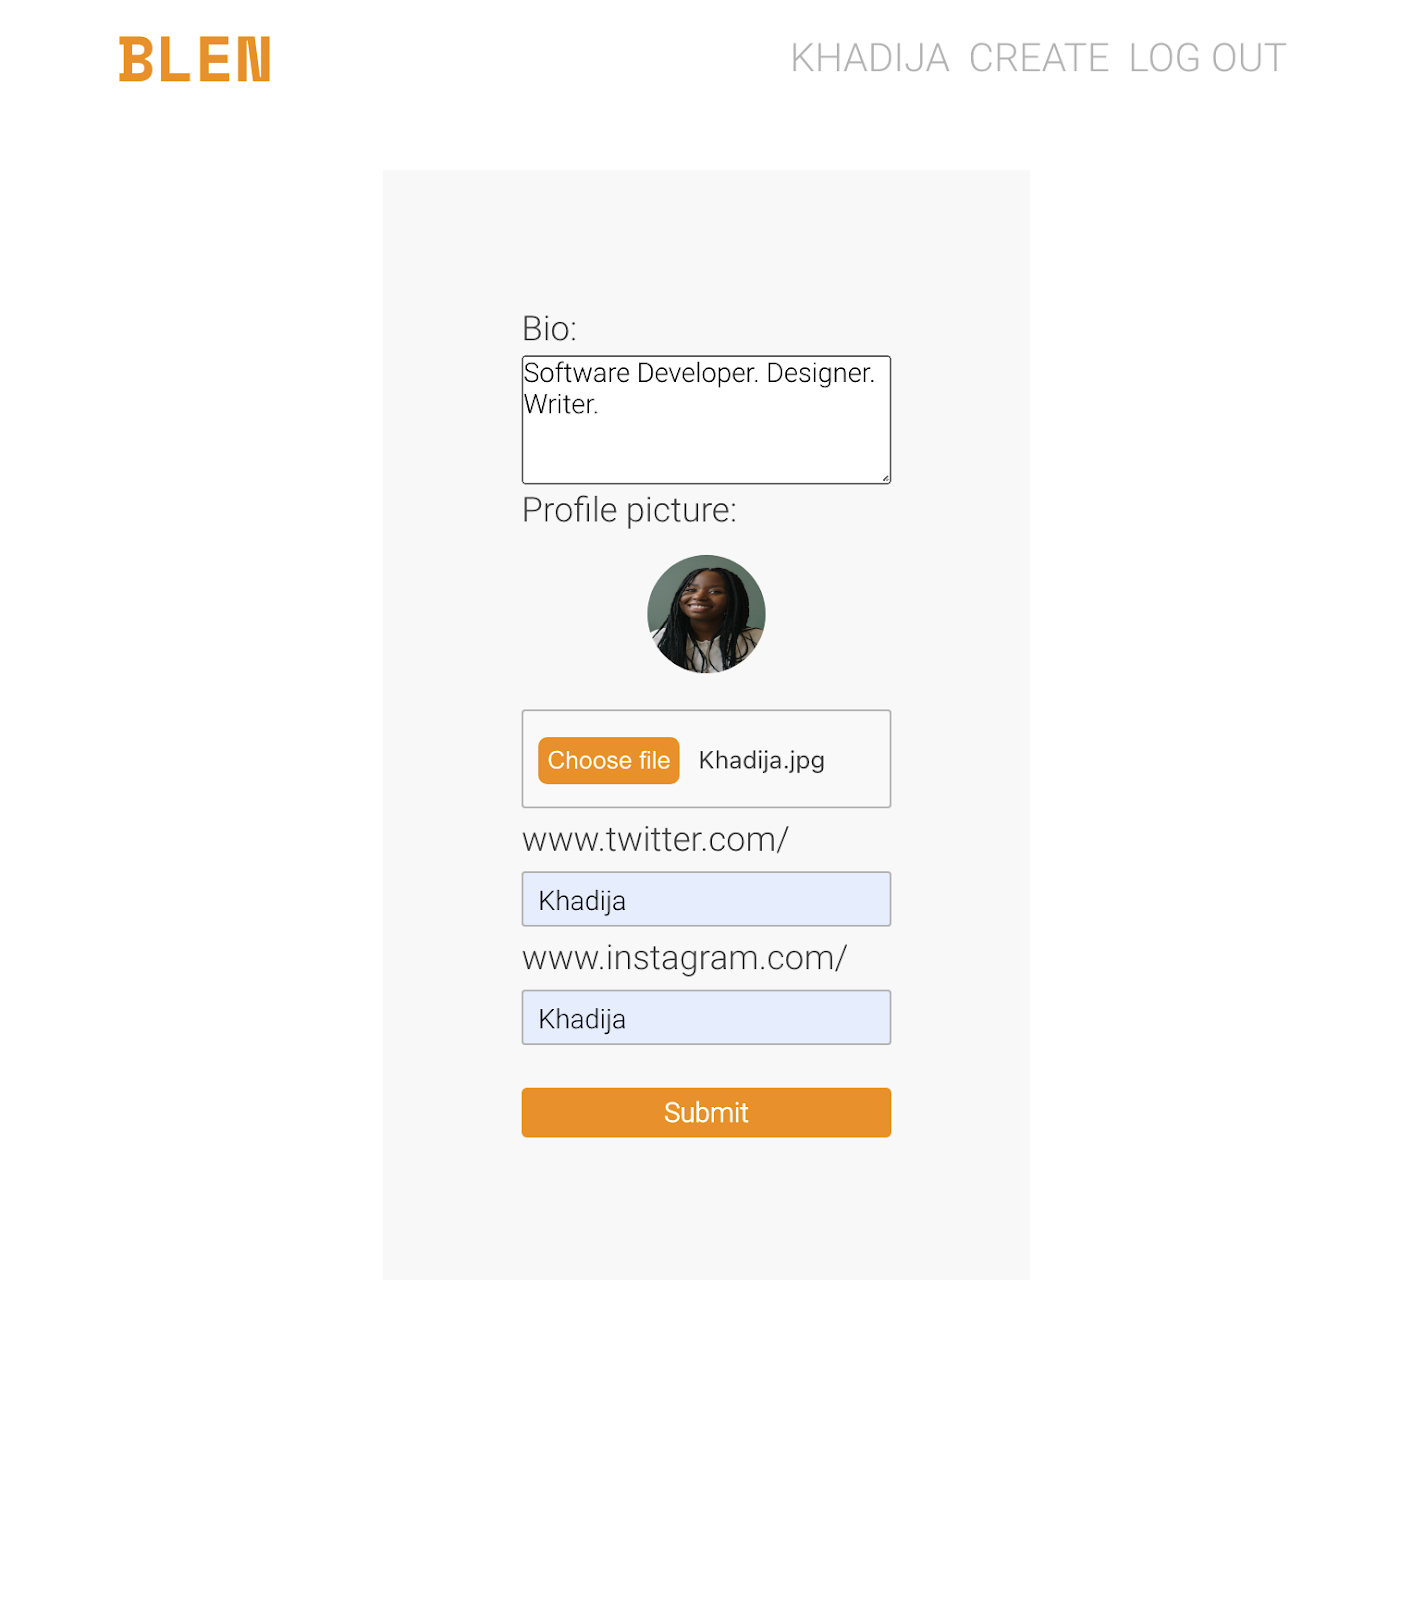 BLEN
KHADIJA CREATE LOG OUT
Bio:
Software Developer. Designer.
Writer.
Profile picture:
Choose file Khadija.jpg
www.twitter.com/
Khadija
www.instagram.com/
Khadija
Submit